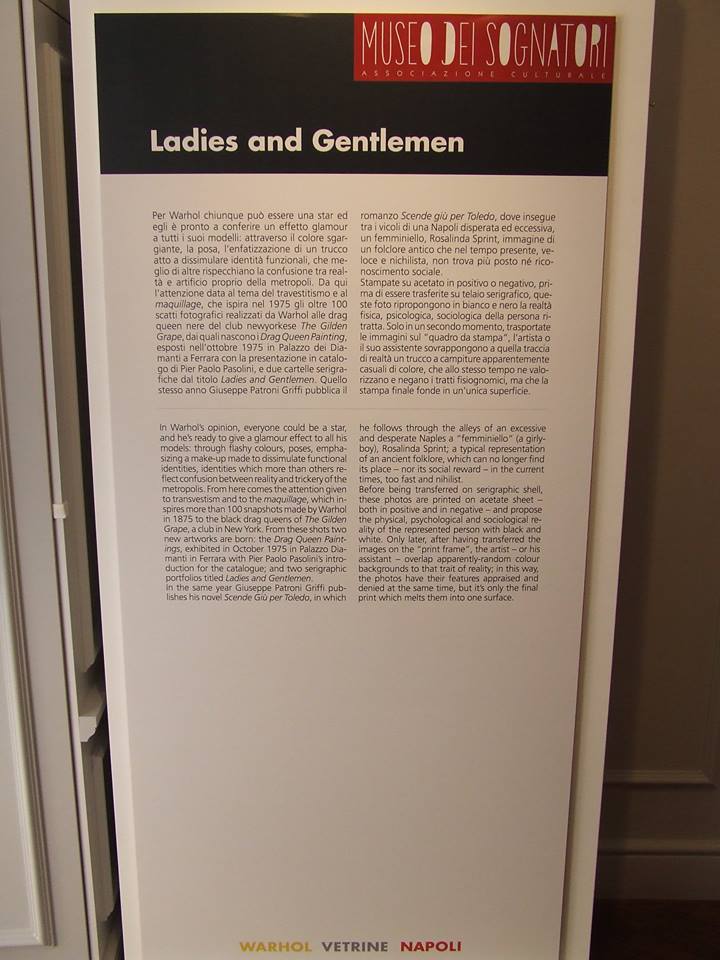 MUSEO DEI SOGNATORI
ASSOCIAZIONE CULTURALE
Ladies and Gentlemen
Per Warhol chiunque può essere una star ed
egli è pronto a conferire un effetto glamour
a tutti i suoi modelli: attraverso il colore sgar-
giante, la posa, l'enfatizzazione di un trucco
atto a dissimulare identità funzionali, che me-
glio di altre rispecchiano la confusione tra real-
tà e artificio proprio della metropoli. Da qui
l'attenzione data al tema del travestitismo e al
maquillage, che ispira nel 1975 gli oltre 100
scatti fotografici realizzati da Warhol alle drag
queen nere del club newyorkese The Gilden
Grape, dai quali nascono i Drag Queen Painting,
esposti nell'ottobre 1975 in Palazzo dei Dia-
manti a Ferrara con la presentazione in catalo-
go di Pier Paolo Pasolini, e due cartelle serigra-
fiche dal titolo Ladies and Gentlemen. Quello
stesso anno Giuseppe Patroni Griffi pubblica il
romanzo Scende giù per Toledo, dove insegue
tra i vicoli di una Napoli disperata ed eccessiva,
un femminiello, Rosalinda Sprint, immagine di
un folclore antico che nel tempo presente, ve-
loce e nichilista, non trova più posto né rico-
noscimento sociale.
Stampate su acetato in positivo o negativo, pri-
ma di essere trasferite su telaio serigrafico, que-
ste foto ripropongono in bianco e nero la realtà
fisica, psicologica, sociologica della persona ri-
tratta. Solo in un secondo momento, trasportate
le immagini sul "quadro da stampa", l'artista o
il suo assistente sovrappongono a quella traccia
di realtà un trucco a campiture apparentemente
casuali di colore, che allo stesso tempo ne valo-
rizzano e negano i tratti fisiognomici, ma che la
stampa finale fonde in un'unica superficie.
In Warhol's opinion, everyone could be a star,
and he's ready to give a glamour effect to all his
models: through flashy colours, poses, empha-
sizing a make-up made to dissimulate functional
identities, identities which more than others re-
flect confusion between reality and trickery of the
metropolis. From here comes the attention given
to transvestism and to the maquillage, which in-
spires more than 100 snapshots made by Warhol
in 1875 to the black drag queens of The Gilden
Grape, a club in New York. From these shots two
new artworks are born: the Drag Queen Paint-
ings, exhibited in October 1975 in Palazzo Dia-
manti in Ferrara with Pier Paolo Pasolini's intro-
duction for the catalogue; and two serigraphic
portfolios titled Ladies and Gentlemen.
In the same year Giuseppe Patroni Griffi pub-
lishes his novel Scende Giù per Toledo, in which
he follows through the alleys of an excessive
and desperate Naples a "femminiello" (a girly-
boy), Rosalinda Sprint; a typical representation
of an ancient folklore, which can no longer find
its place – nor its social reward – in the current
times, too fast and nihilist.
Before being transferred on serigraphic shell,
these photos are printed on acetate sheet –
both in positive and in negative – and propose
the physical, psychological and sociological re-
ality of the represented person with black and
white. Only later, after having transferred the
images on the "print frame", the artist – or his
assistant – overlap apparently-random colour
backgrounds to that trait of reality; in this way,
the photos have their features appraised and
denied at the same time, but it's only the final
print which melts them into one surface.
WARHOL VETRINE NAPOLI